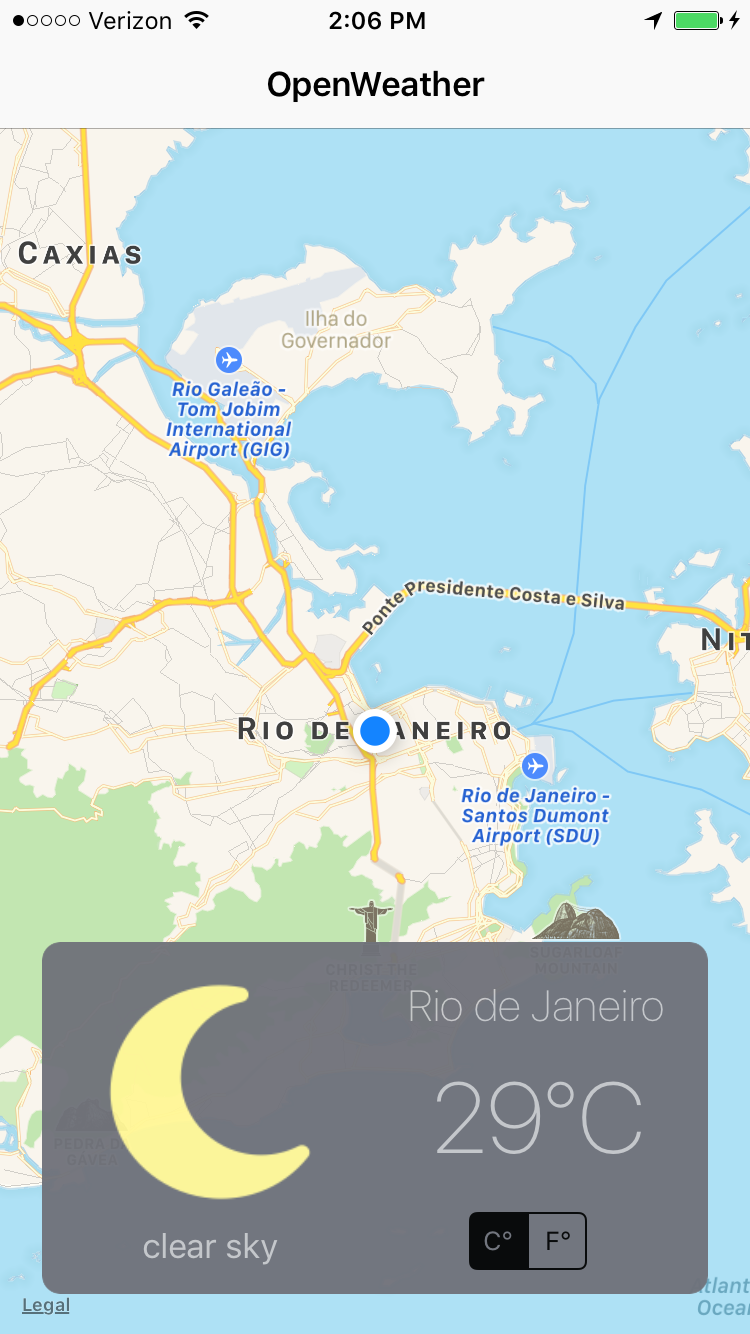 Verizon 2:06 PM
OpenWeather
CAXIAS
Ilha do
Governador
Rio Galeão -
Tom Jobim
International
Airport (GIG)
Ponte Presidente Costa e Silva
NIT
RIO DE JANEIRO
Rio de Janeiro -
Santos Dumont
Airport (SDU)
SUGARLOAF
MOUNTAIN
CHRIST THE
REDEEMER
Rio de Janeiro
29°C
PEDRA DA
GÁVEA
clear sky
C° F°
Legal
Atlant
Ocea